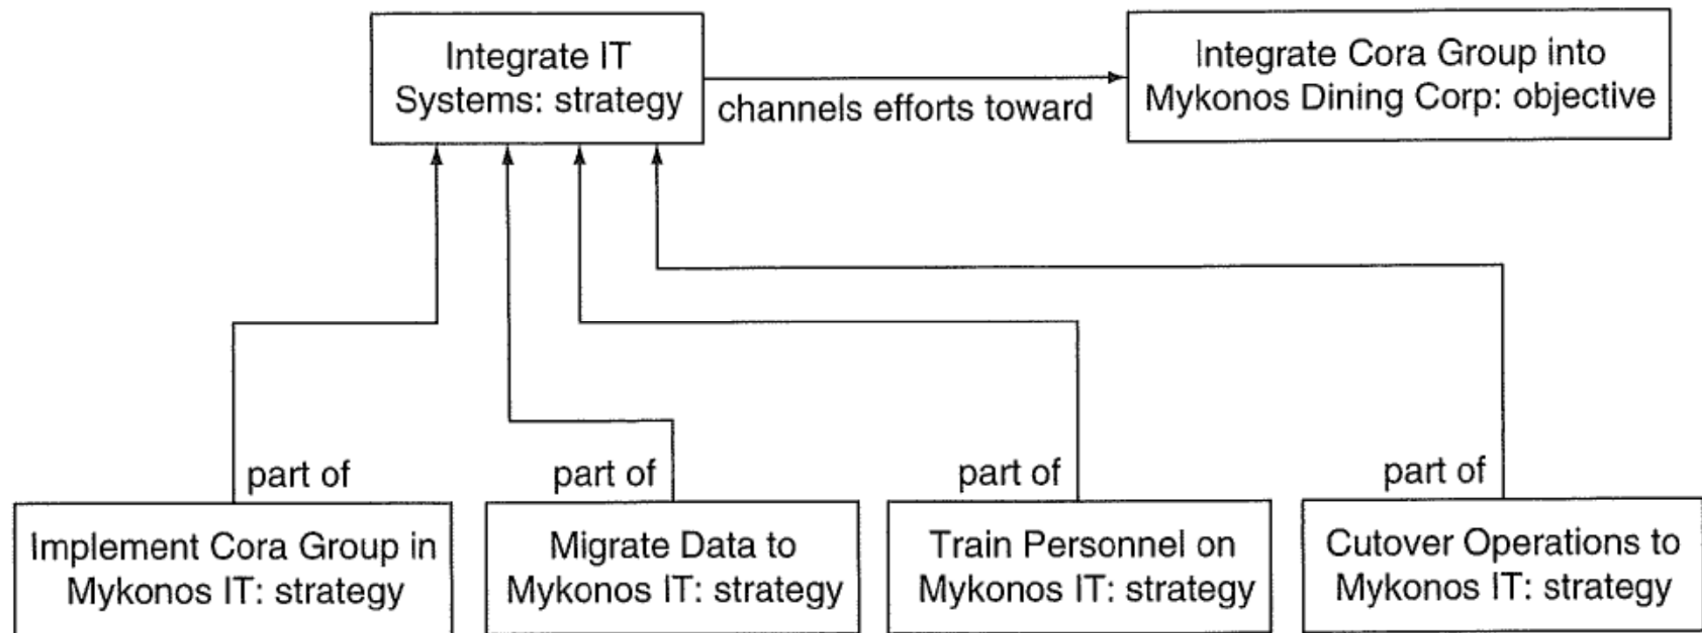 Integrate IT
Systems: strategy
channels efforts toward
Integrate Cora Group into
Mykonos Dining Corp: objective
part of
part of
part of
part of
Implement Cora Group in
Mykonos IT: strategy
Migrate Data to
Mykonos IT: strategy
Train Personnel on
Mykonos IT: strategy
Cutover Operations to
Mykonos IT: strategy